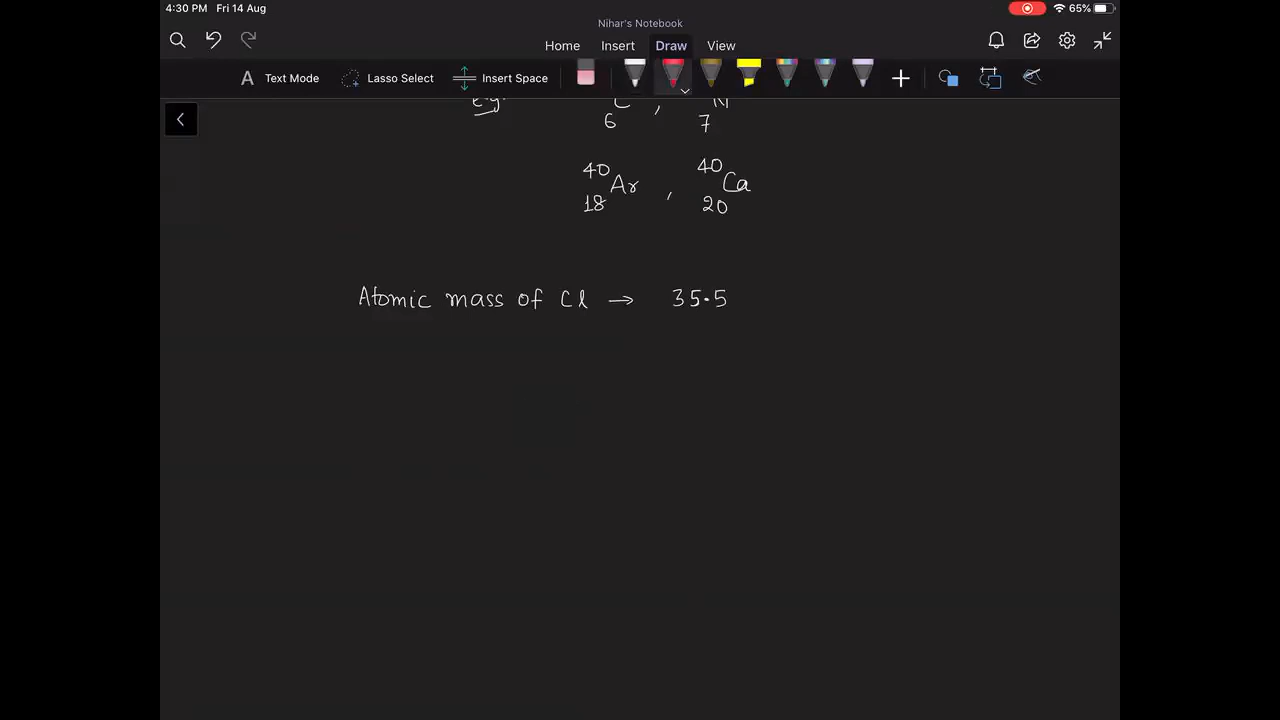 4:30 PM Fri 14 Aug
65%
Nihar's Notebook
Home Insert Draw View
Text Mode Lasso Select Insert Space
6 , 7
40 Ar 18 , 40 Ca 20
Atomic mass of Cl → 35.5